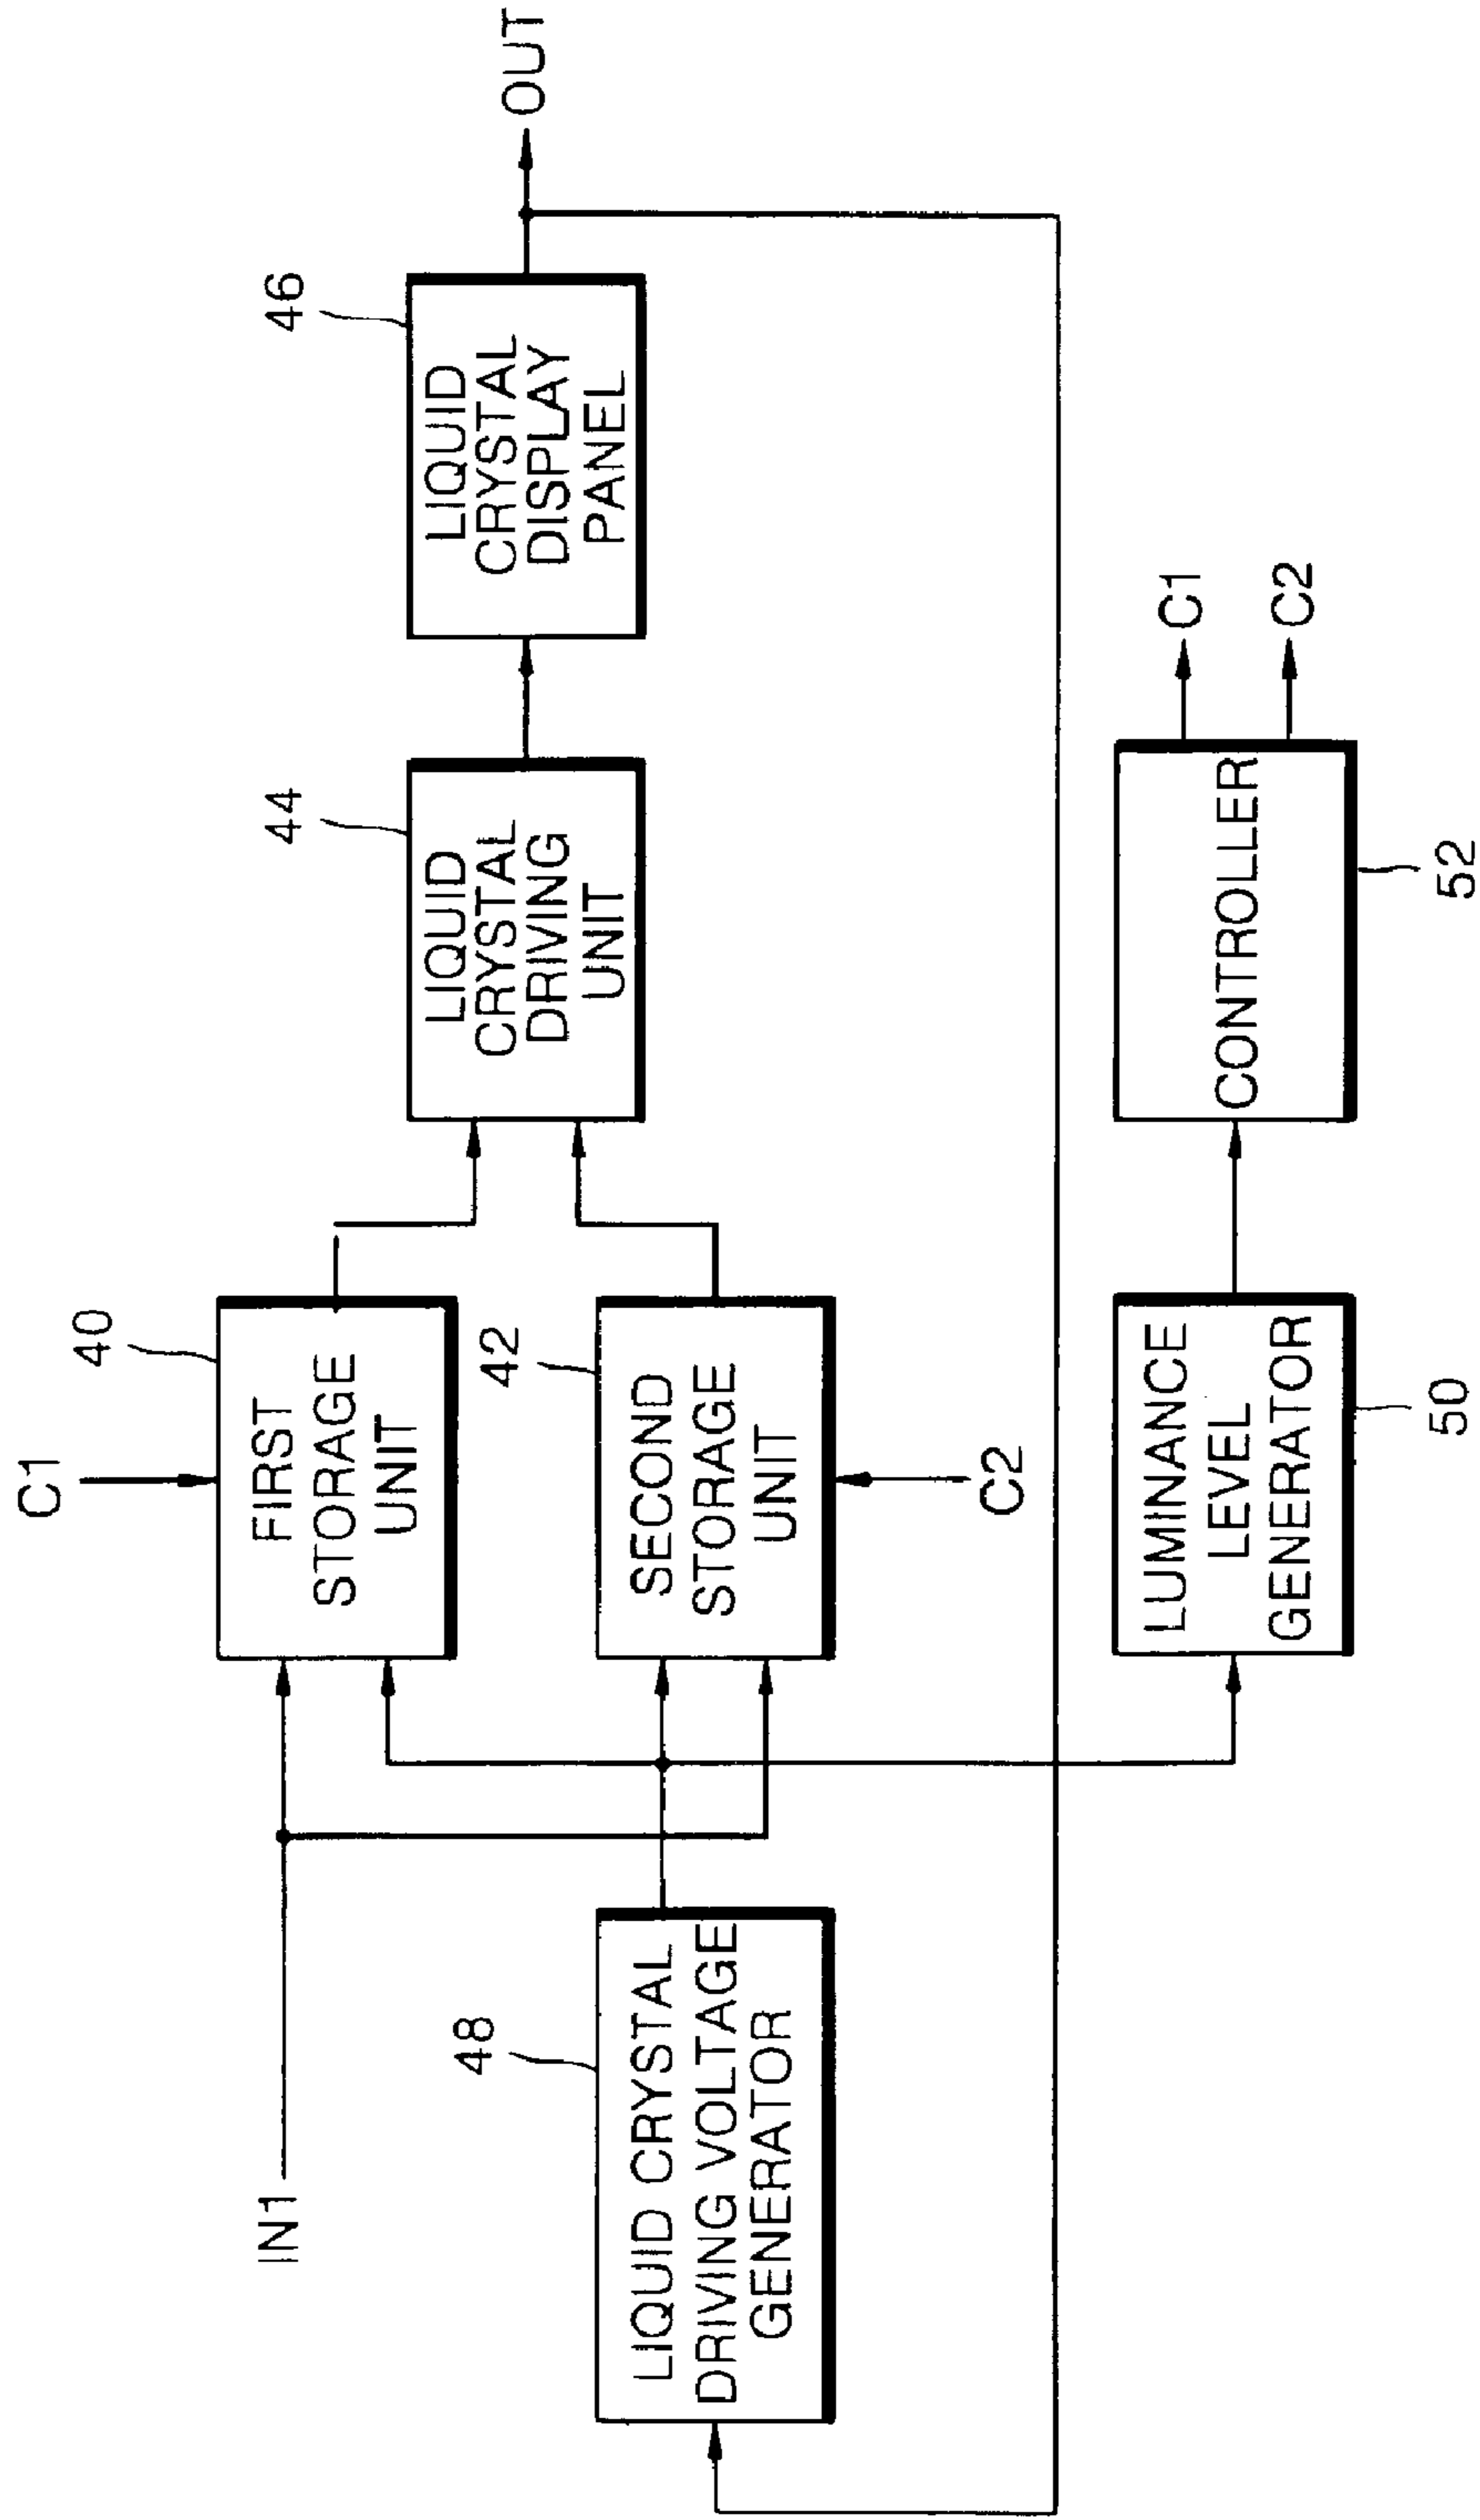 C1
40
FIRST
STORAGE
UNIT
IN1
42
SECOND
STORAGE
UNIT
C2
48
LIQUID CRYSTAL
DRIVING VOLTAGE
GENERATOR
44
LIQUID
CRYSTAL
DRIVING
UNIT
46
LIQUID
CRYSTAL
DISPLAY
PANEL
OUT
LUMINANCE
LEVEL
GENERATOR
50
CONTROLLER
52
C1
C2